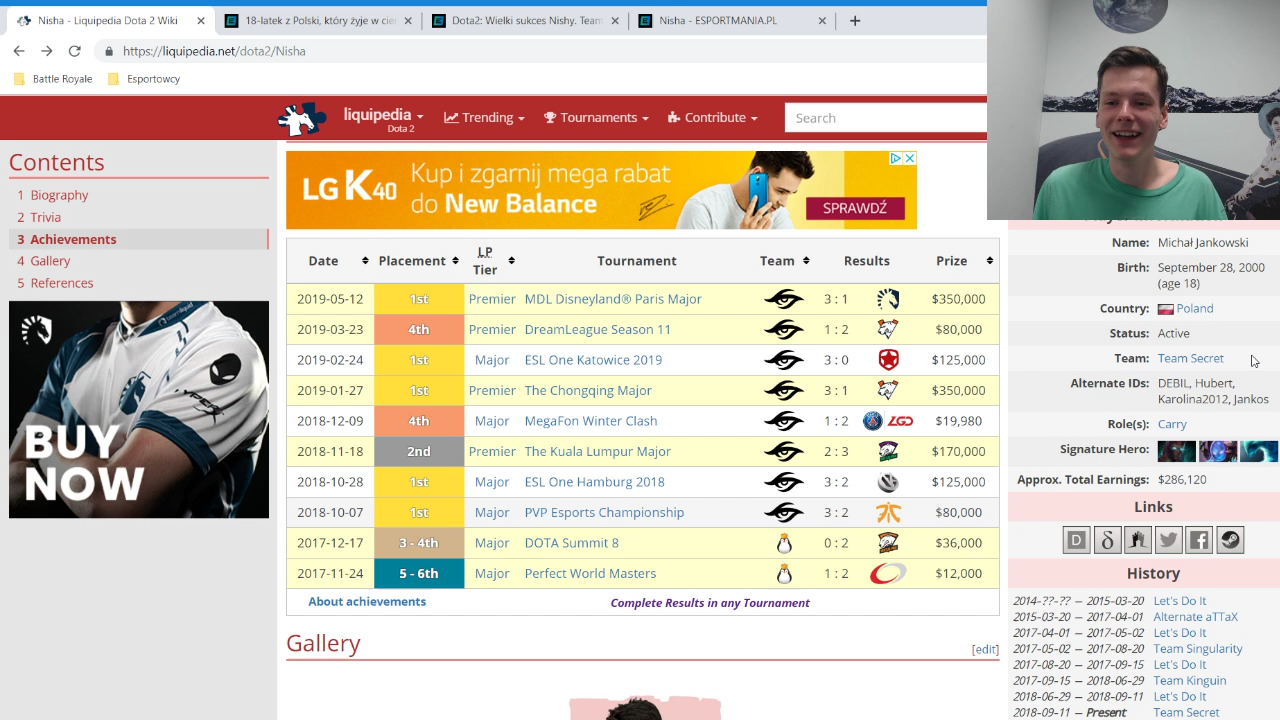 Nisha - Liquipedia Dota 2 Wiki
18-latek z Polski, który żyje w cien
Dota2: Wielki sukces Nishy. Team
Nisha - ESPORTMANIA.PL
https://liquipedia.net/dota2/Nisha
Battle Royale
Esportowcy
liquipedia
Dota 2
Trending
Tournaments
Contribute
Search
Contents
1 Biography
2 Trivia
3 Achievements
4 Gallery
5 References
BUY
NOW
LG K40
Kup i zgarnij mega rabat
do New Balance
SPRAWDŹ
Date Placement LP Tier Tournament Team Results Prize
2019-05-12 1st Premier MDL Disneyland® Paris Major 3 : 1 $350,000
2019-03-23 4th Premier DreamLeague Season 11 1 : 2 $80,000
2019-02-24 1st Major ESL One Katowice 2019 3 : 0 $125,000
2019-01-27 1st Premier The Chongqing Major 3 : 1 $350,000
2018-12-09 4th Major MegaFon Winter Clash 1 : 2 LGD $19,980
2018-11-18 2nd Premier The Kuala Lumpur Major 2 : 3 $170,000
2018-10-28 1st Major ESL One Hamburg 2018 3 : 2 $125,000
2018-10-07 1st Major PVP Esports Championship 3 : 2 $80,000
2017-12-17 3 - 4th Major DOTA Summit 8 0 : 2 $36,000
2017-11-24 5 - 6th Major Perfect World Masters 1 : 2 $12,000
About achievements
Complete Results in any Tournament
Gallery
[edit]
Name: Michał Jankowski
Birth: September 28, 2000
(age 18)
Country: Poland
Status: Active
Team: Team Secret
Alternate IDs: DEBIL, Hubert,
Karolina2012, Jankos
Role(s): Carry
Signature Hero:
Approx. Total Earnings: $286,120
Links
History
2014-??-?? — 2015-03-20 Let's Do It
2015-03-20 — 2017-04-01 Alternate aTTaX
2017-04-01 — 2017-05-02 Let's Do It
2017-05-02 — 2017-08-20 Team Singularity
2017-08-20 — 2017-09-15 Let's Do It
2017-09-15 — 2018-06-29 Team Kinguin
2018-06-29 — 2018-09-11 Let's Do It
2018-09-11 — Present Team Secret